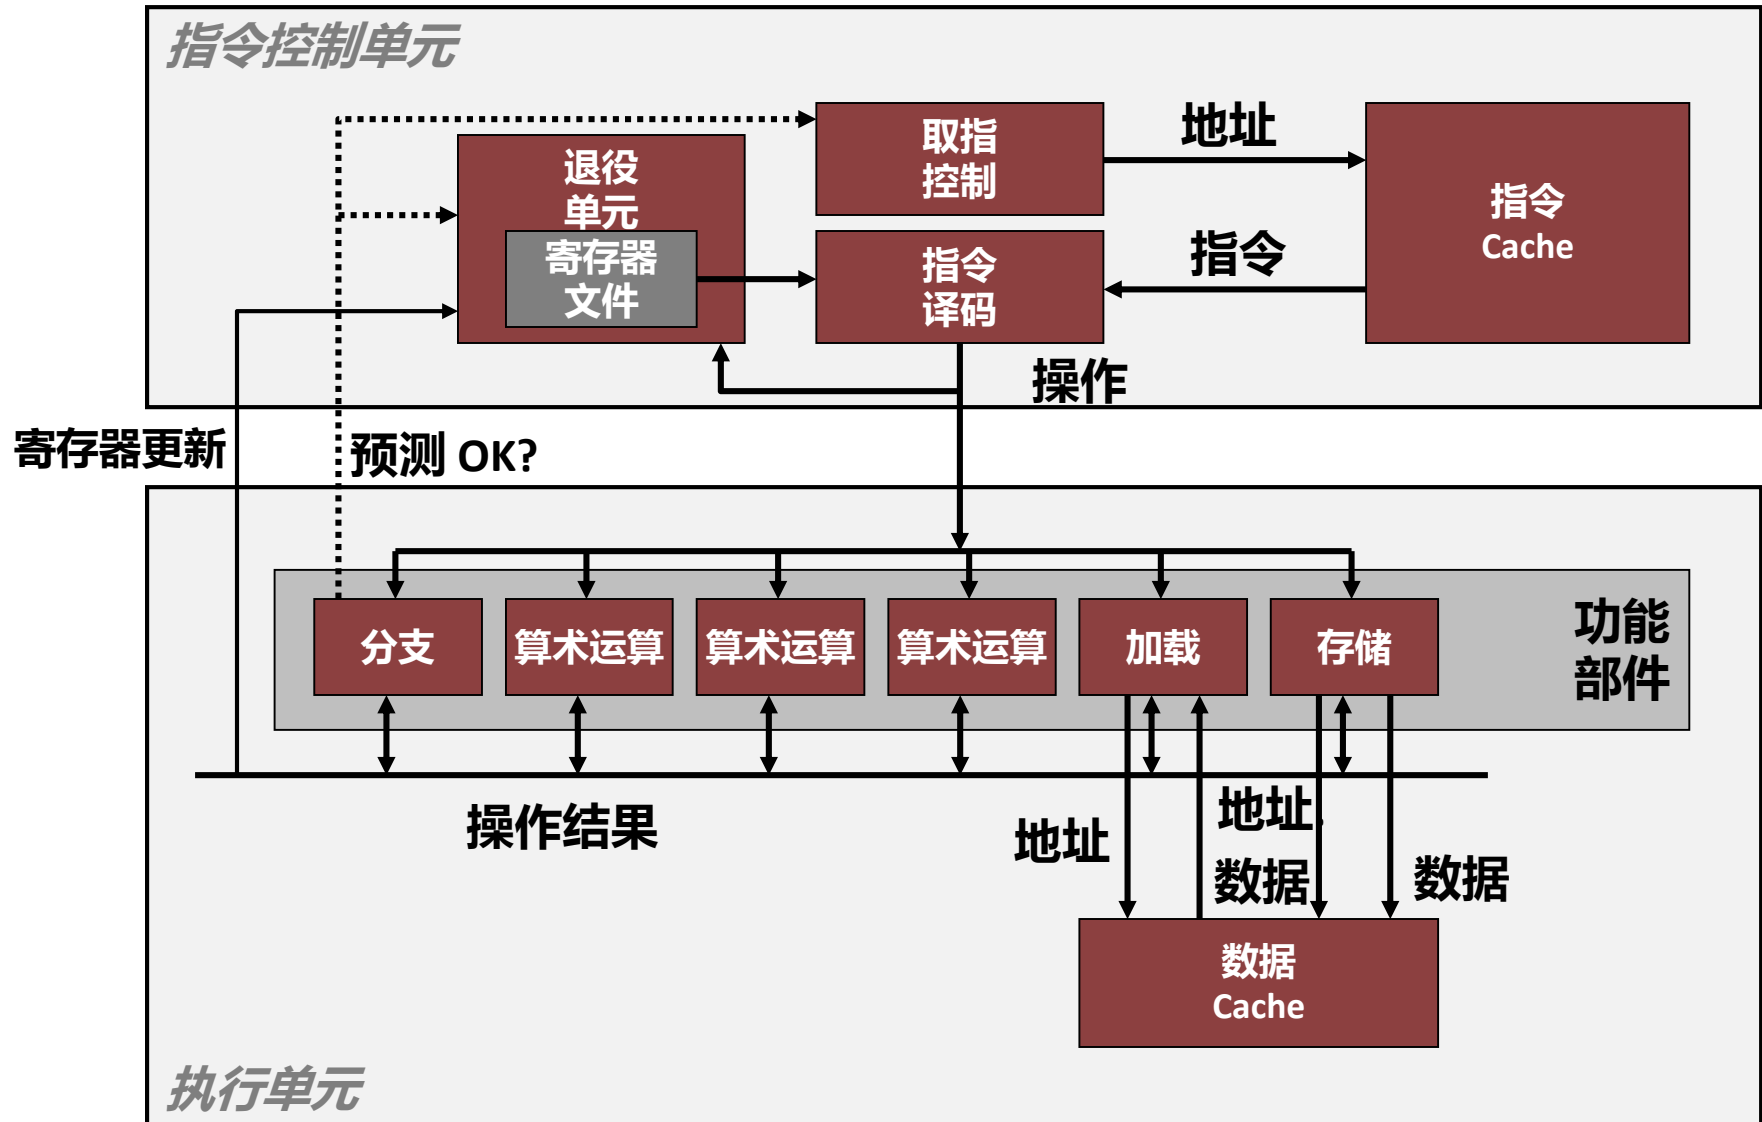 指令控制单元
取指
控制
地址
指令
Cache
退役
单元
寄存器
文件
指令
译码
指令
操作
寄存器更新
预测 OK?
分支
算术运算
算术运算
算术运算
加载
存储
功能
部件
操作结果
地址
地址.
数据
数据
数据
Cache
执行单元